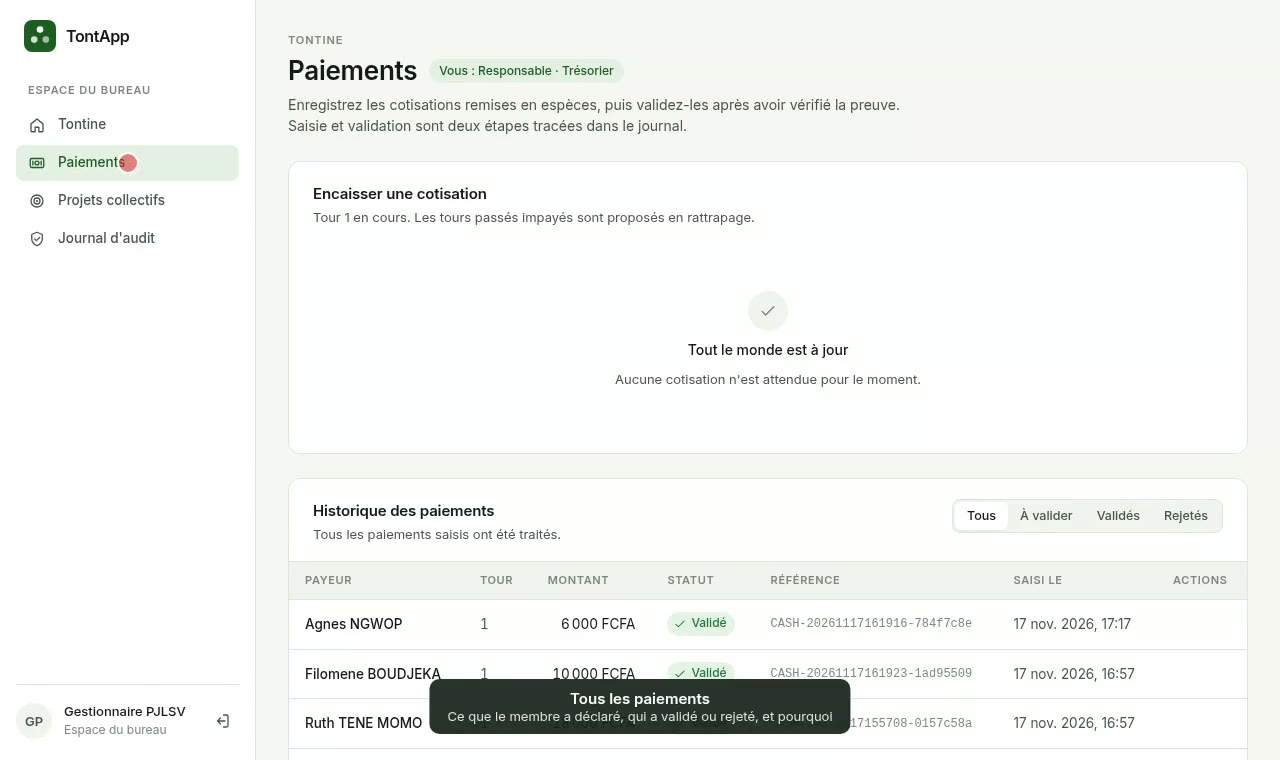 TontApp
ESPACE DU BUREAU
Tontine
Paiements
Projets collectifs
Journal d'audit
GP
Gestionnaire PJLSV
Espace du bureau
TONTINE
Paiements
Vous : Responsable · Trésorier
Enregistrez les cotisations remises en espèces, puis validez-les après avoir vérifié la preuve.
Saisie et validation sont deux étapes tracées dans le journal.
Encaisser une cotisation
Tour 1 en cours. Les tours passés impayés sont proposés en rattrapage.
Tout le monde est à jour
Aucune cotisation n'est attendue pour le moment.
Historique des paiements
Tous les paiements saisis ont été traités.
Tous À valider Validés Rejetés
PAYEUR TOUR MONTANT STATUT RÉFÉRENCE SAISI LE ACTIONS
Agnes NGWOP 1 6 000 FCFA Validé CASH-20261117161916-784f7c8e 17 nov. 2026, 17:17
Filomene BOUDJEKA 1 10 000 FCFA Validé CASH-20261117161923-1ad95509 17 nov. 2026, 16:57
Ruth TENE MOMO 17155708-0157c58a 17 nov. 2026, 16:57
Tous les paiements
Ce que le membre a déclaré, qui a validé ou rejeté, et pourquoi